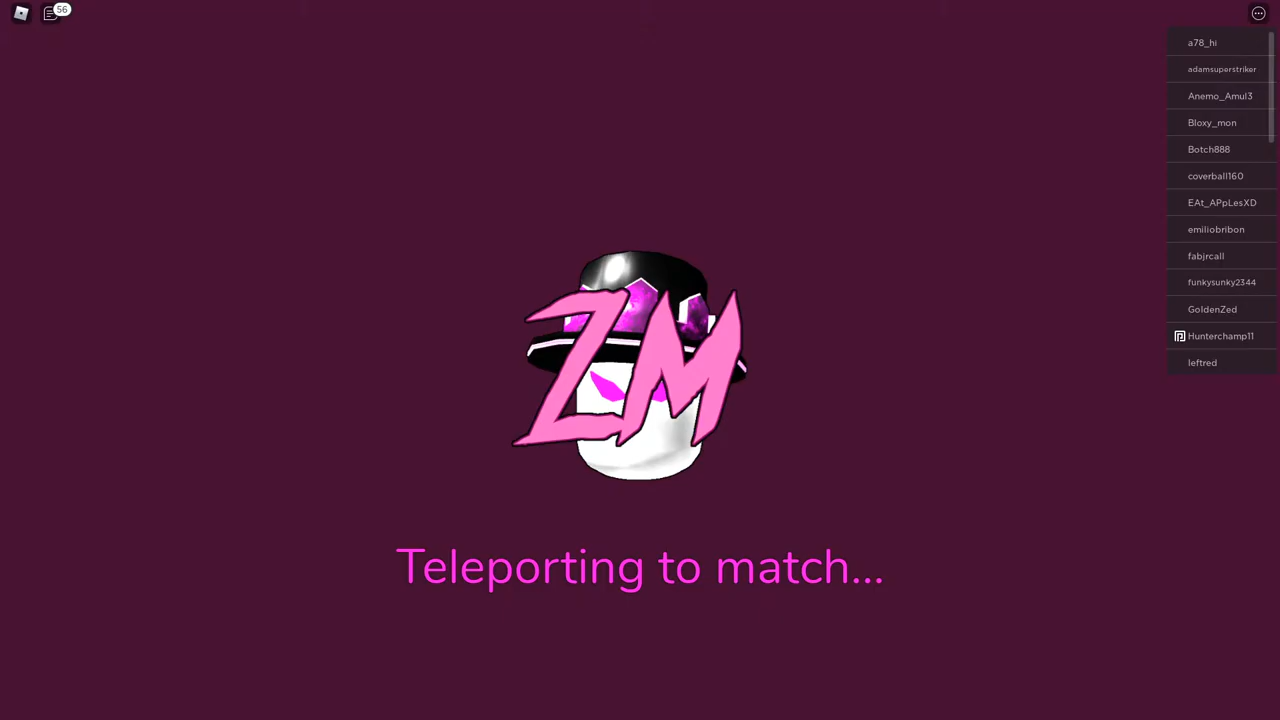 56
a78_hi
adamsuperstriker
Anemo_Amul3
Bloxy_mon
Botch888
coverball160
EAt_APpLesXD
emiliobribon
fabjrcall
funkysunky2344
GoldenZed
Hunterchamp11
leftred
ZM
Teleporting to match...